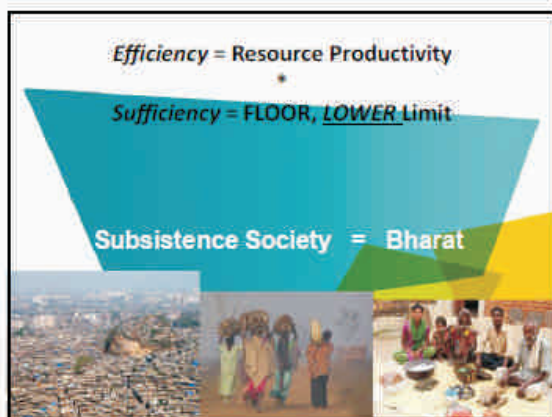 Efficiency = Resource Productivity
*
Sufficiency = FLOOR, LOWER Limit
Subsistence Society = Bharat